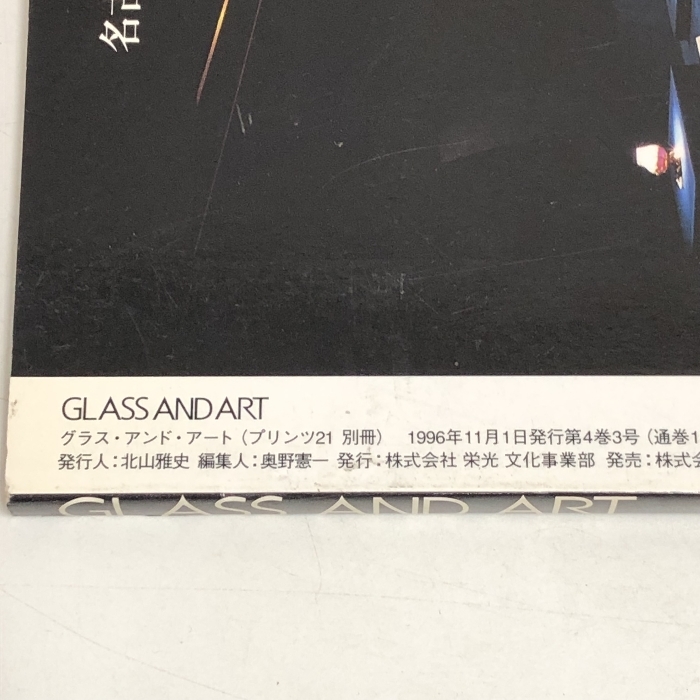 名古
GLASS AND ART
グラス・アンド・アート（プリンツ21 別冊） 1996年11月1日発行第4巻3号（通巻1
発行人：北山雅史 編集人：奥野憲一 発行：株式会社 栄光 文化事業部 発売：株式会
GLASS AND ART